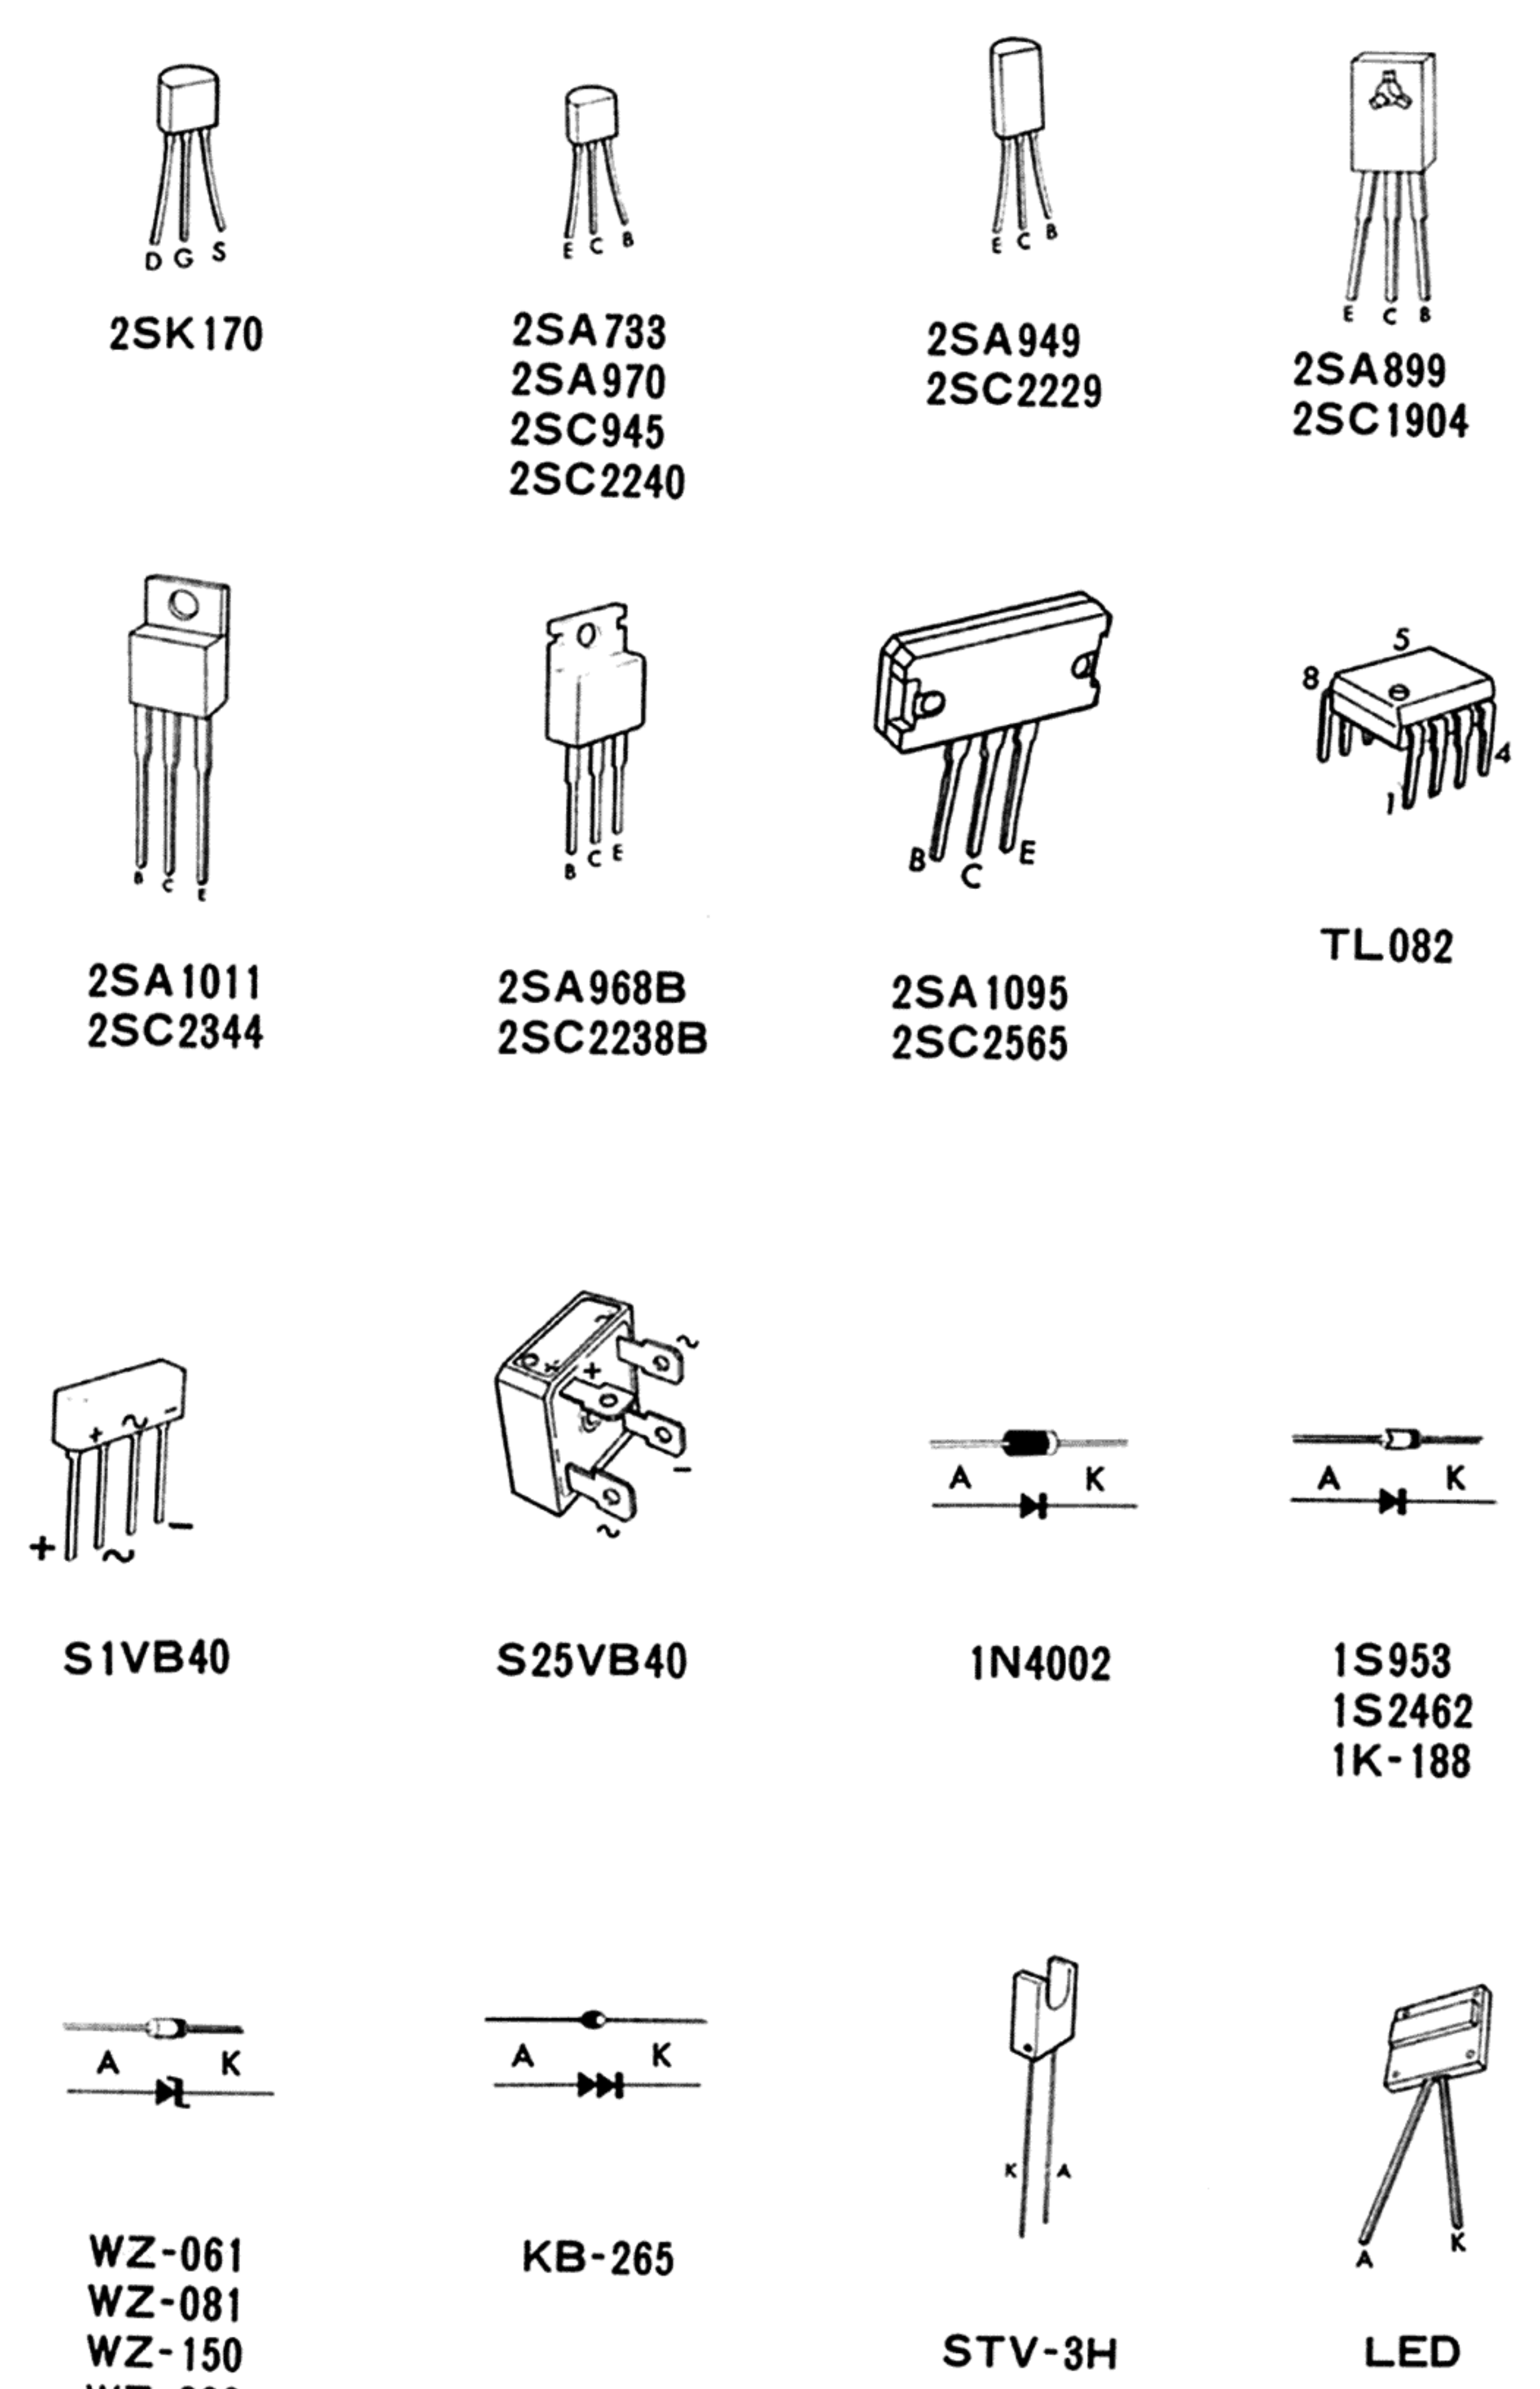 D G S
2SK170
E C B
2SA733
2SA970
2SC945
2SC2240
E C B
2SA949
2SC2229
E C B
2SA899
2SC1904
B C E
2SA1011
2SC2344
B C E
2SA968B
2SC2238B
B C E
2SA1095
2SC2565
5
8
4
1
TL082
+ ~ -
+ ~ -
S1VB40
~
+
-
~
S25VB40
A K
1N4002
A K
1S953
1S2462
1K-188
A K
WZ-061
WZ-081
WZ-150
A K
KB-265
K A
STV-3H
A K
LED